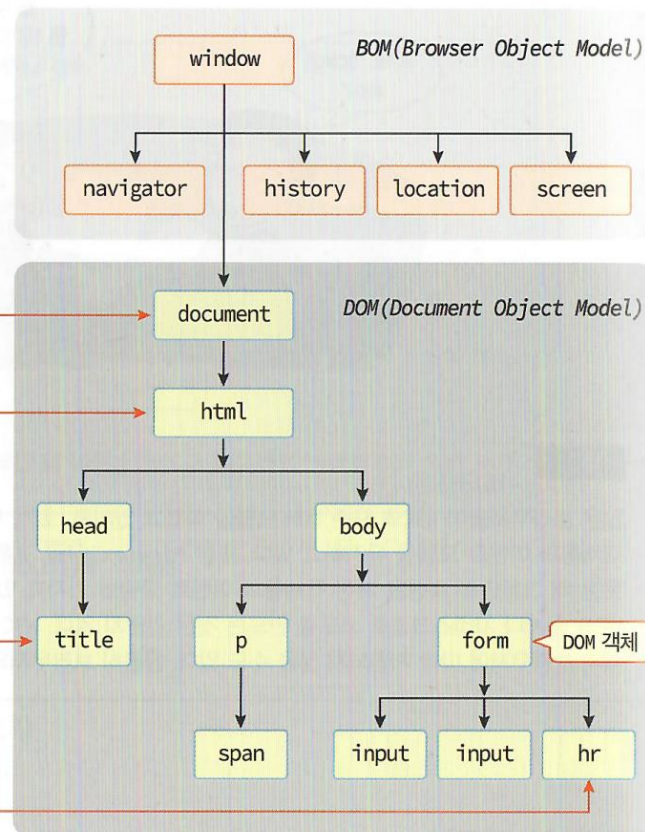 BOM(Browser Object Model)
window
navigator history location screen
DOM(Document Object Model)
document
html
head body
title p form DOM 객체
span input input hr